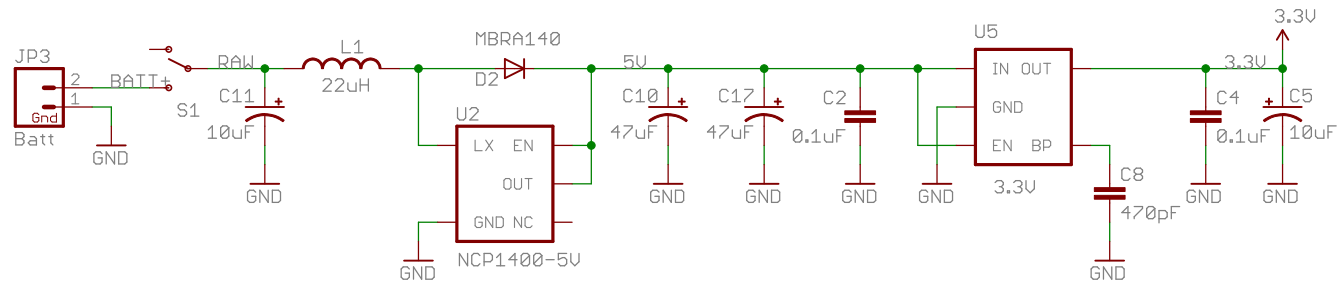 JP3
2
1
Gnd
Batt
BATT+
GND
S1
RAW
C11
10uF
GND
L1
22uH
MBRA140
D2
U2
LX EN
OUT
GND NC
NCP1400-5V
GND
5V
C10
47uF
GND
C17
47uF
GND
C2
0.1uF
GND
U5
IN OUT
GND
EN BP
3.3V
GND
C8
470pF
GND
3.3V
3.3V
C4
0.1uF
GND
C5
10uF
GND